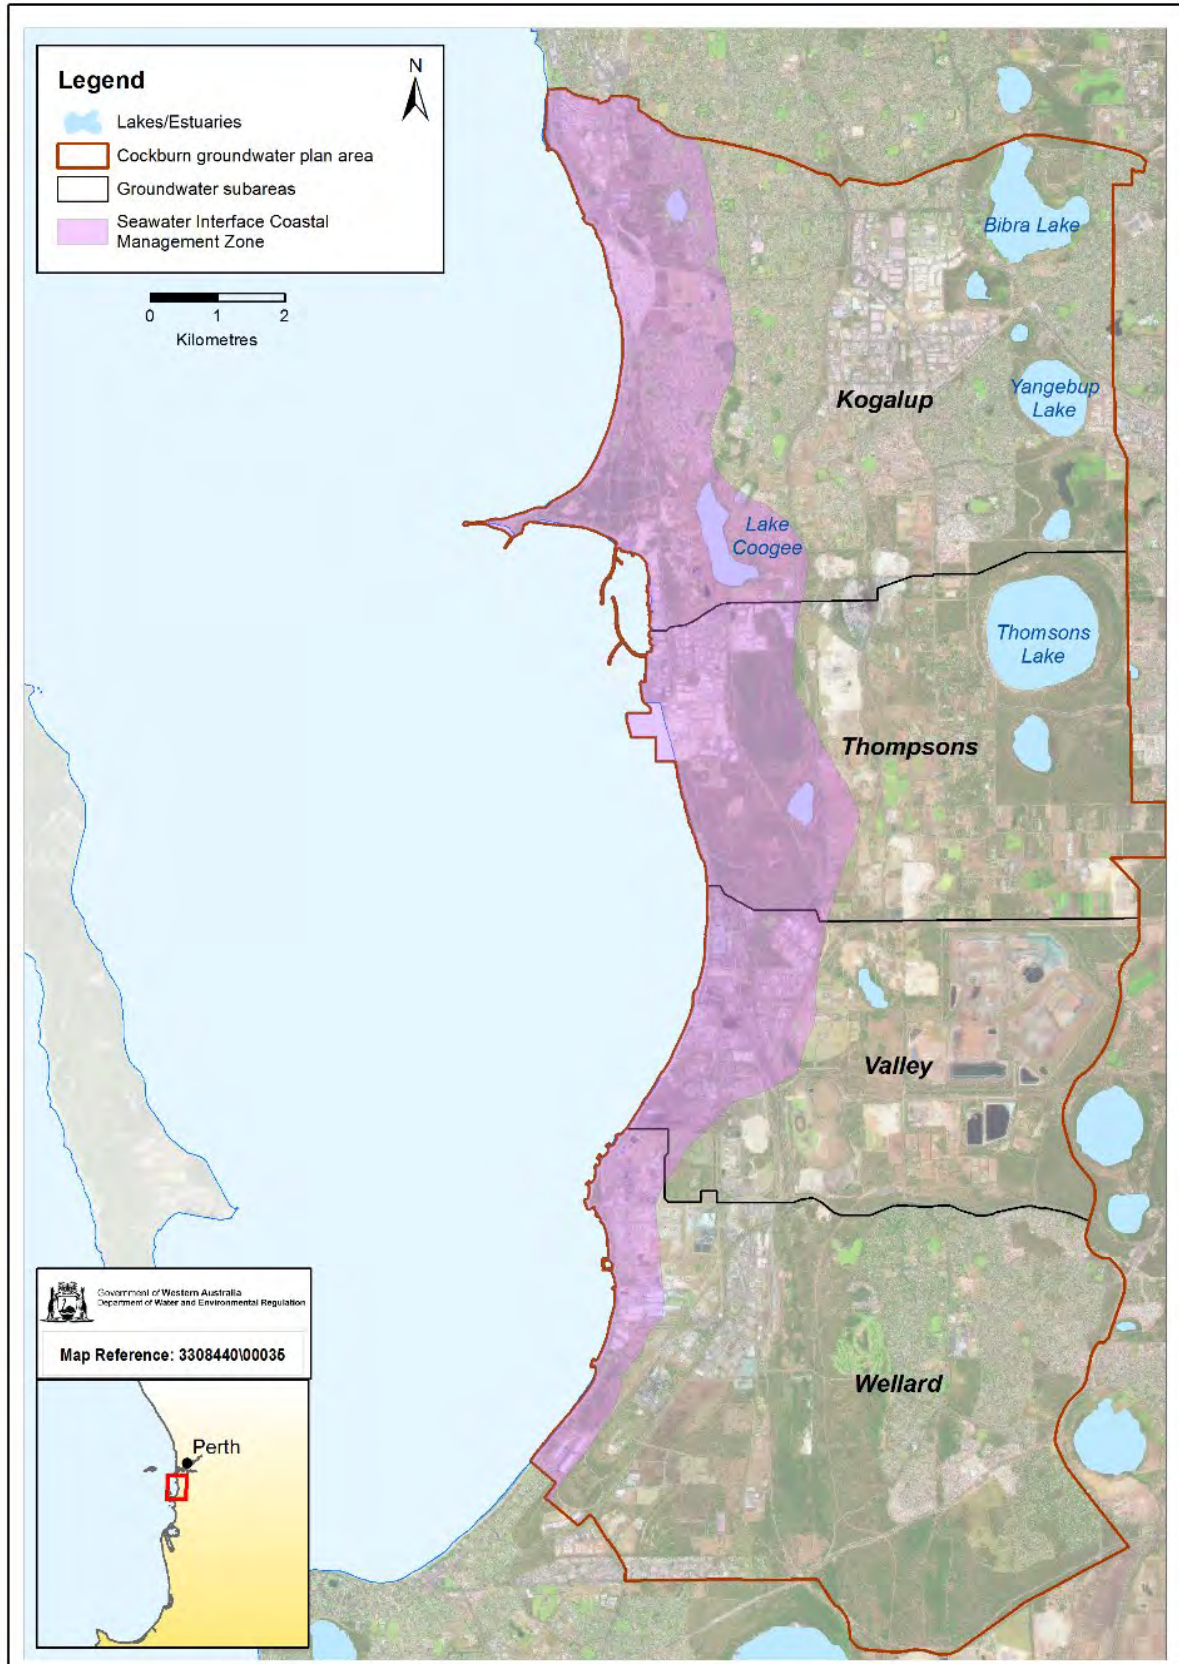 Legend
N
Lakes/Estuaries
Cockburn groundwater plan area
Groundwater subareas
Seawater Interface Coastal
Management Zone
0 1 2
Kilometres
Bibra Lake
Kogalup
Yangebup
Lake
Lake
Coogee
Thomsons
Lake
Thompsons
Valley
Wellard
Government of Western Australia
Department of Water and Environmental Regulation
Map Reference: 3308440\00035
Perth